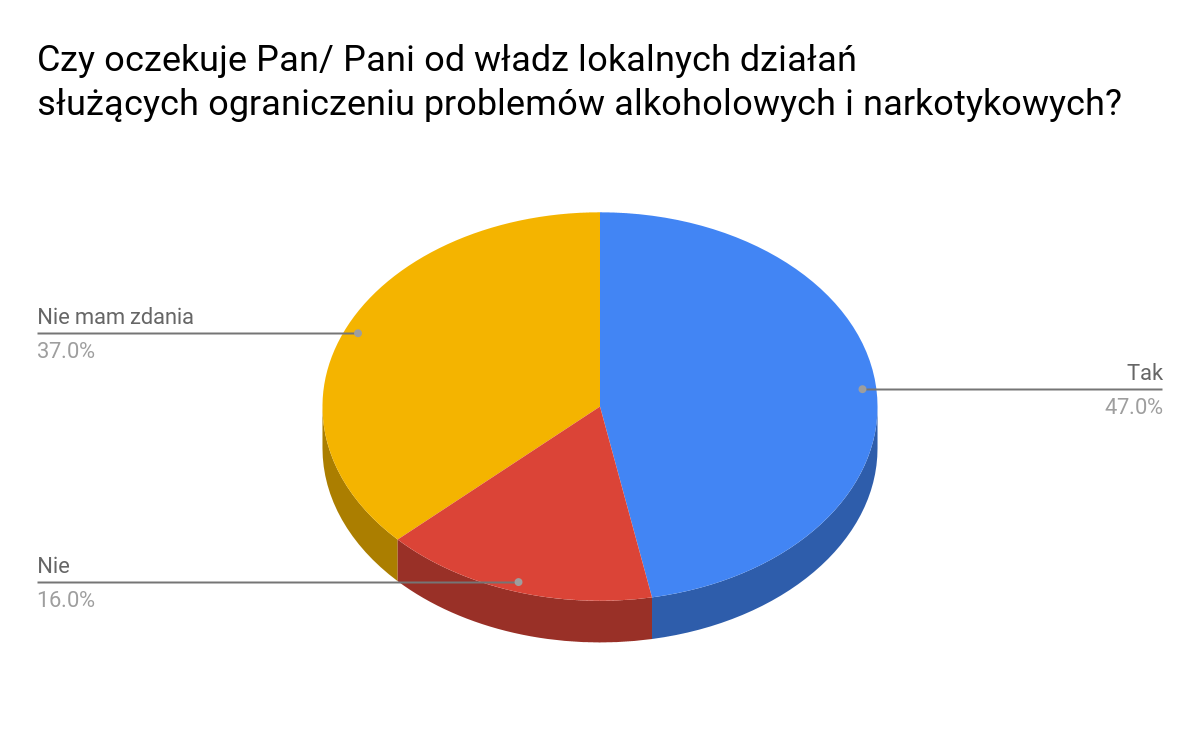 Czy oczekuje Pan/ Pani od władz lokalnych działań
służących ograniczeniu problemów alkoholowych i narkotykowych?
Nie mam zdania
37.0%
Tak
47.0%
Nie
16.0%